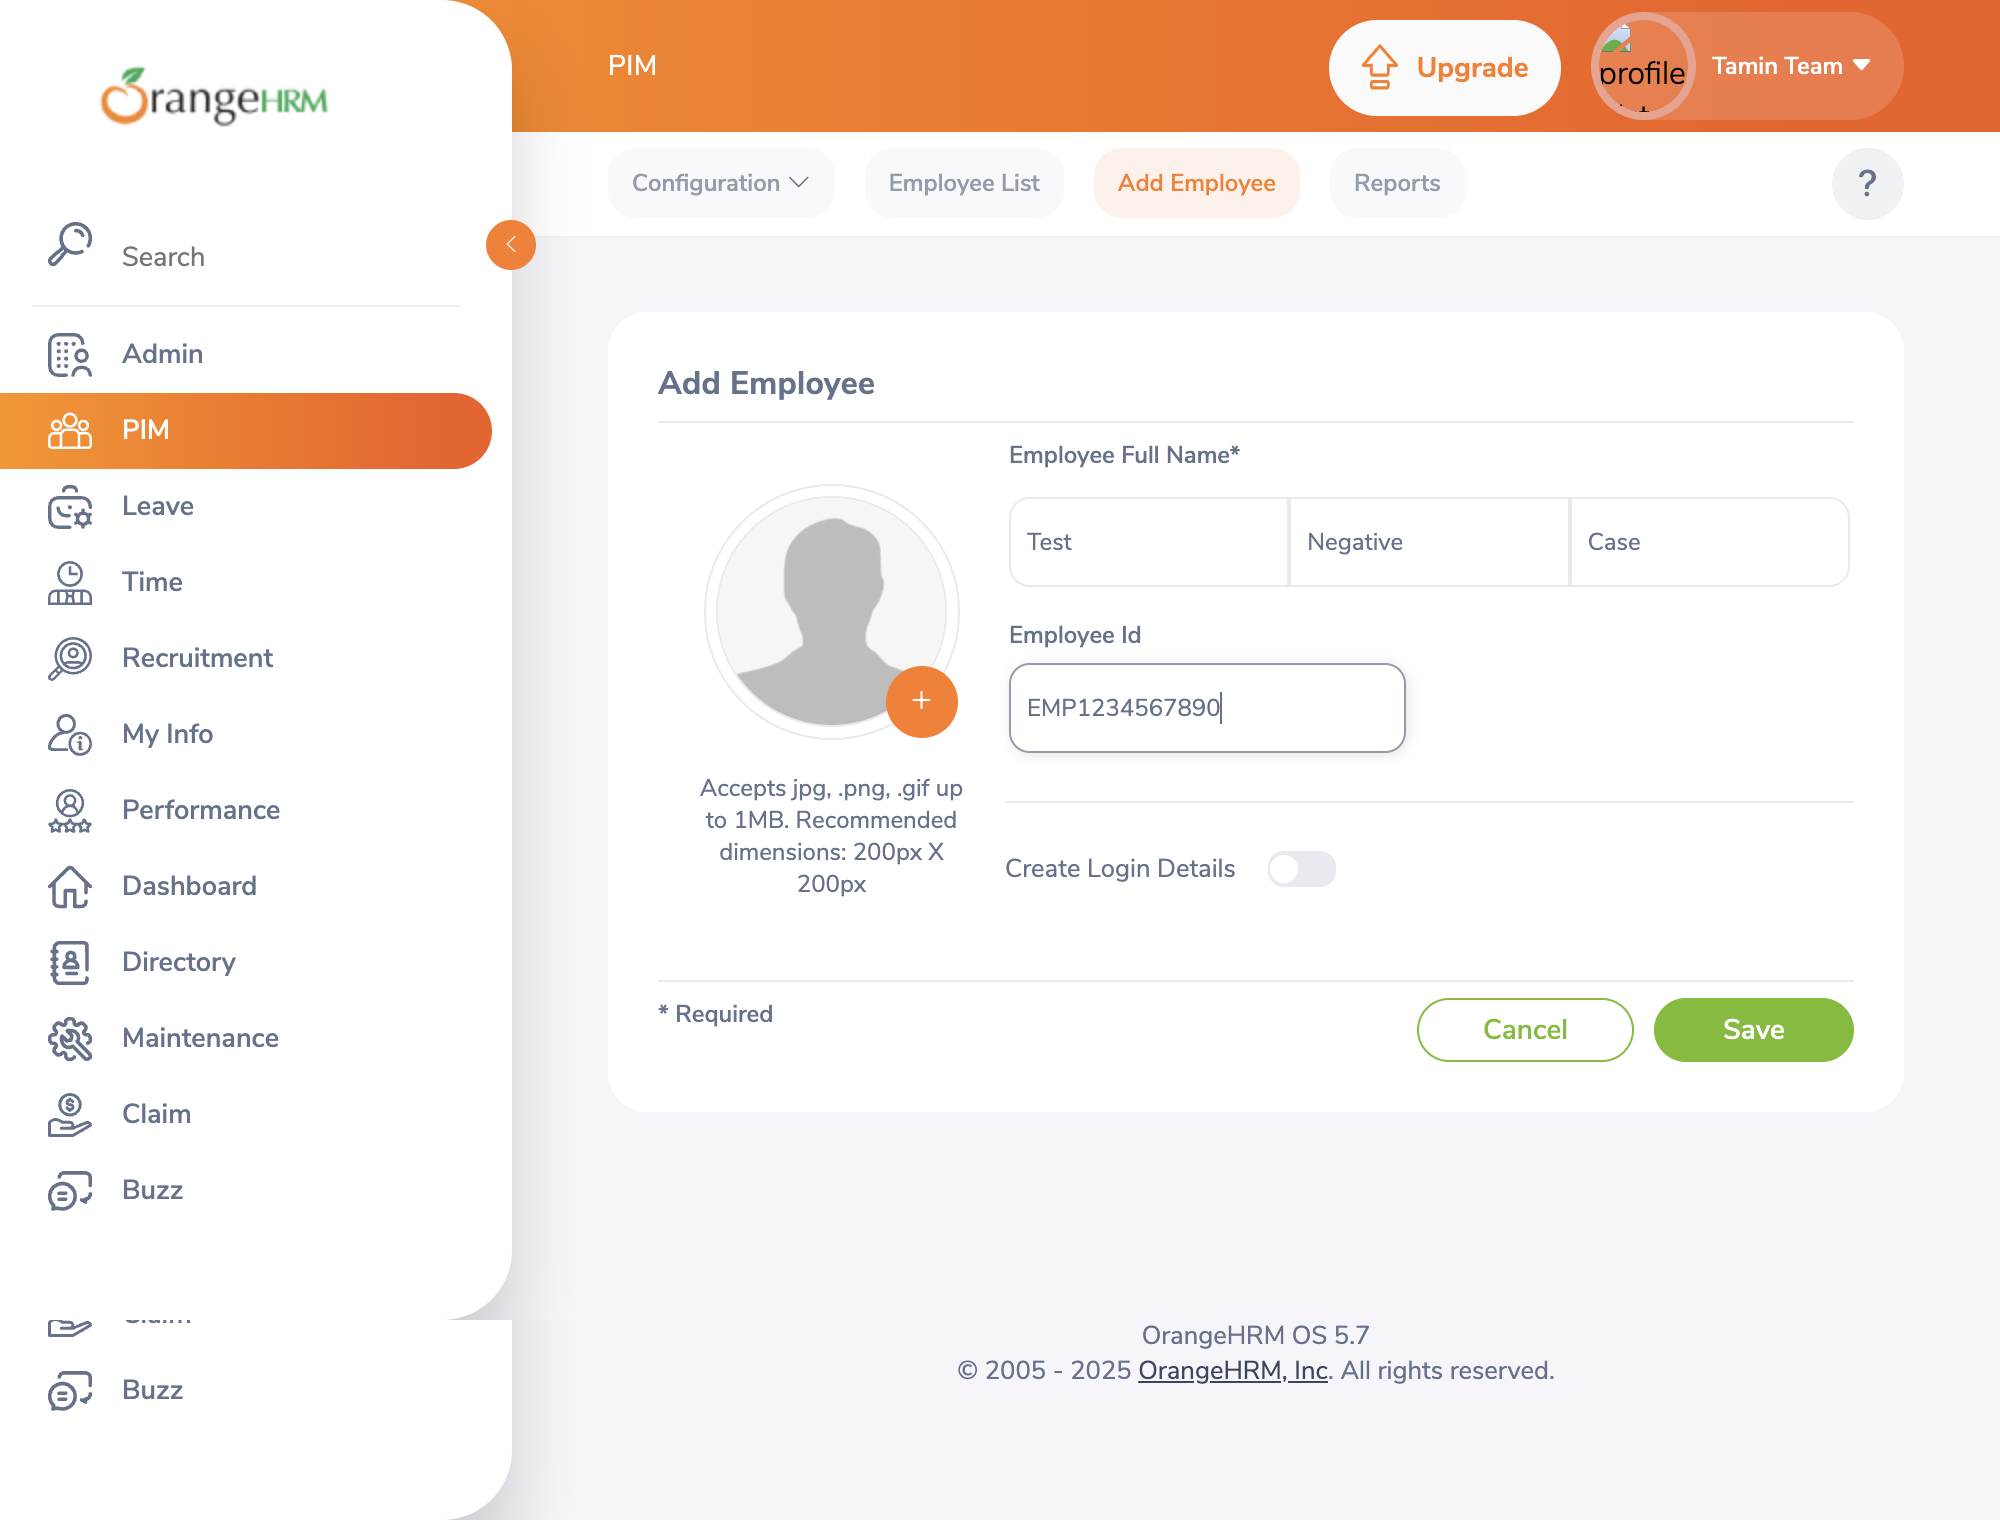 OrangeHRM
PIM
Upgrade
profile
Tamin Team
Configuration
Employee List
Add Employee
Reports
?
Search
Admin
PIM
Leave
Time
Recruitment
My Info
Performance
Dashboard
Directory
Maintenance
Claim
Buzz
Buzz
Add Employee
Employee Full Name*
Test
Negative
Case
Employee Id
EMP1234567890
Accepts jpg, .png, .gif up
to 1MB. Recommended
dimensions: 200px X
200px
Create Login Details
* Required
Cancel
Save
OrangeHRM OS 5.7
© 2005 - 2025 OrangeHRM, Inc. All rights reserved.